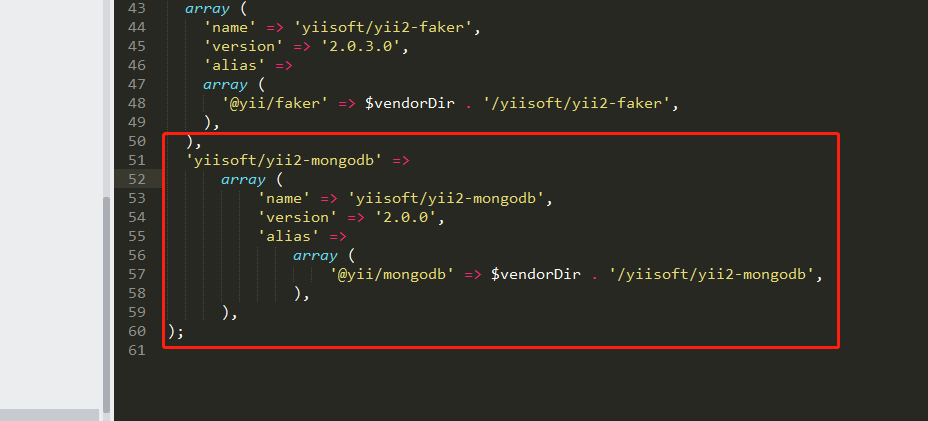 43 array (
44 'name' => 'yiisoft/yii2-faker',
45 'version' => '2.0.3.0',
46 'alias' =>
47 array (
48 '@yii/faker' => $vendorDir . '/yiisoft/yii2-faker',
49 ),
50 ),
51 'yiisoft/yii2-mongodb' =>
52 array (
53 'name' => 'yiisoft/yii2-mongodb',
54 'version' => '2.0.0',
55 'alias' =>
56 array (
57 '@yii/mongodb' => $vendorDir . '/yiisoft/yii2-mongodb',
58 ),
59 ),
60 );
61